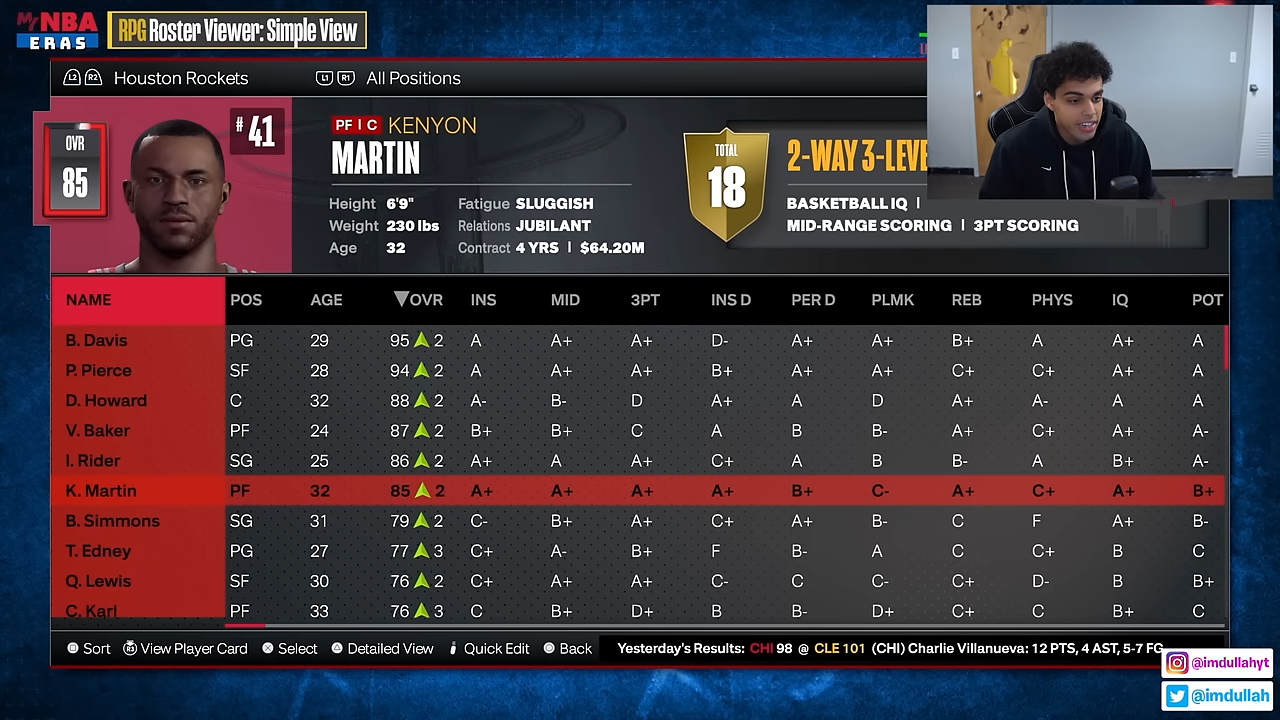 MyNBA
ERAS
RPG Roster Viewer: Simple View
L2 R2 Houston Rockets L1 R1 All Positions
OVR
85
#41
PF | C KENYON
MARTIN
Height 6'9" Fatigue SLUGGISH
Weight 230 lbs Relations JUBILANT
Age 32 Contract 4 YRS | $64.20M
TOTAL
18
2-WAY 3-LEVE
BASKETBALL IQ |
MID-RANGE SCORING | 3PT SCORING
NAME POS AGE ▼OVR INS MID 3PT INS D PER D PLMK REB PHYS IQ POT
B. Davis PG 29 95 2 A A+ A+ D- A+ A+ B+ A A+ A
P. Pierce SF 28 94 2 A A+ A+ B+ A+ A+ C+ C+ A+ A
D. Howard C 32 88 2 A- B- D A+ A D A+ A- A A
V. Baker PF 24 87 2 B+ B+ C A B B- A+ C+ A+ A-
I. Rider SG 25 86 2 A+ A A+ C+ A B B- A B+ A-
K. Martin PF 32 85 2 A+ A+ A+ A+ B+ C- A+ C+ A+ B+
B. Simmons SG 31 79 2 C- B+ A+ C+ A+ B- C F A+ B-
T. Edney PG 27 77 3 C+ A- B+ F B- A C C+ B C
Q. Lewis SF 30 76 2 C+ A+ A+ C- C C- C+ D- B B+
C. Karl PF 33 76 3 C B+ D+ B B- D+ C+ C B+ C
Sort R3 View Player Card Select Detailed View Quick Edit Back Yesterday's Results: CHI 98 @ CLE 101 (CHI) Charlie Villanueva: 12 PTS, 4 AST, 5-7 FG
@imdullahyt
@imdullah